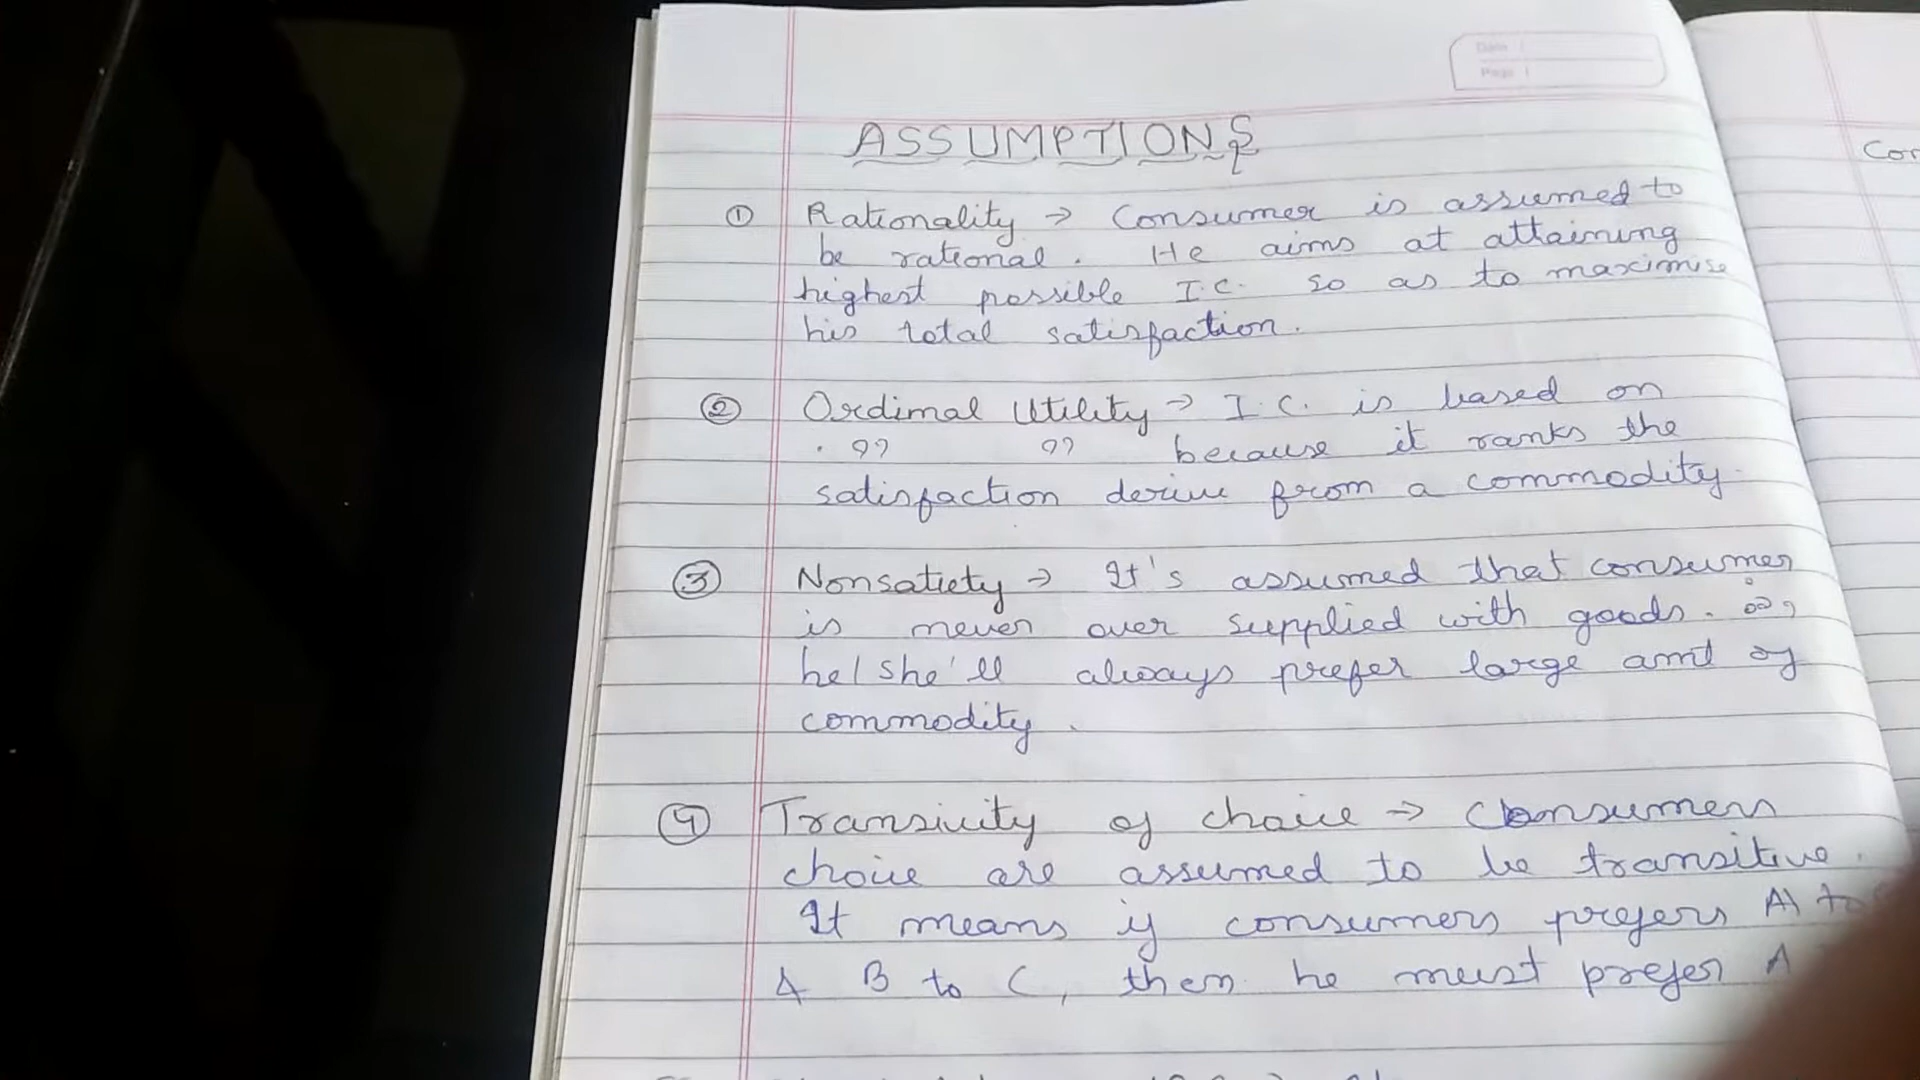 Date
Page
ASSUMPTIONS
① Rationality → Consumer is assumed to
be rational. He aims at attaining
highest possible I.C. so as to maximise
his total satisfaction.
② Ordinal Utility → I.C. is based on
" " because it ranks the
satisfaction derive from a commodity
③ Nonsatiety → It's assumed that consumer
is never over supplied with goods.
he/she'll always prefer large amt of
commodity.
④ Transivity of choice → Consumers
choice are assumed to be transitive.
It means if consumers prefers A to
& B to C, then he must prefer A
Con